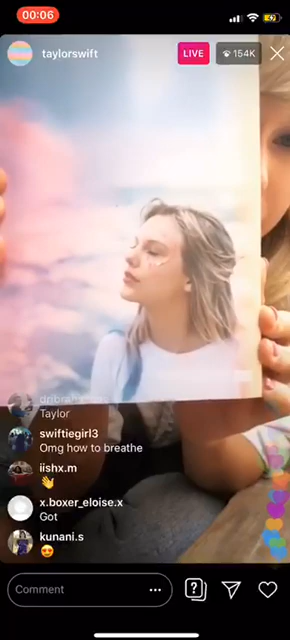 00:06
taylorswift
LIVE
154K
Taylor
swiftiegirl3
Omg how to breathe
iishx.m
👋
x.boxer_eloise.x
Got
kunani.s
😍
Comment